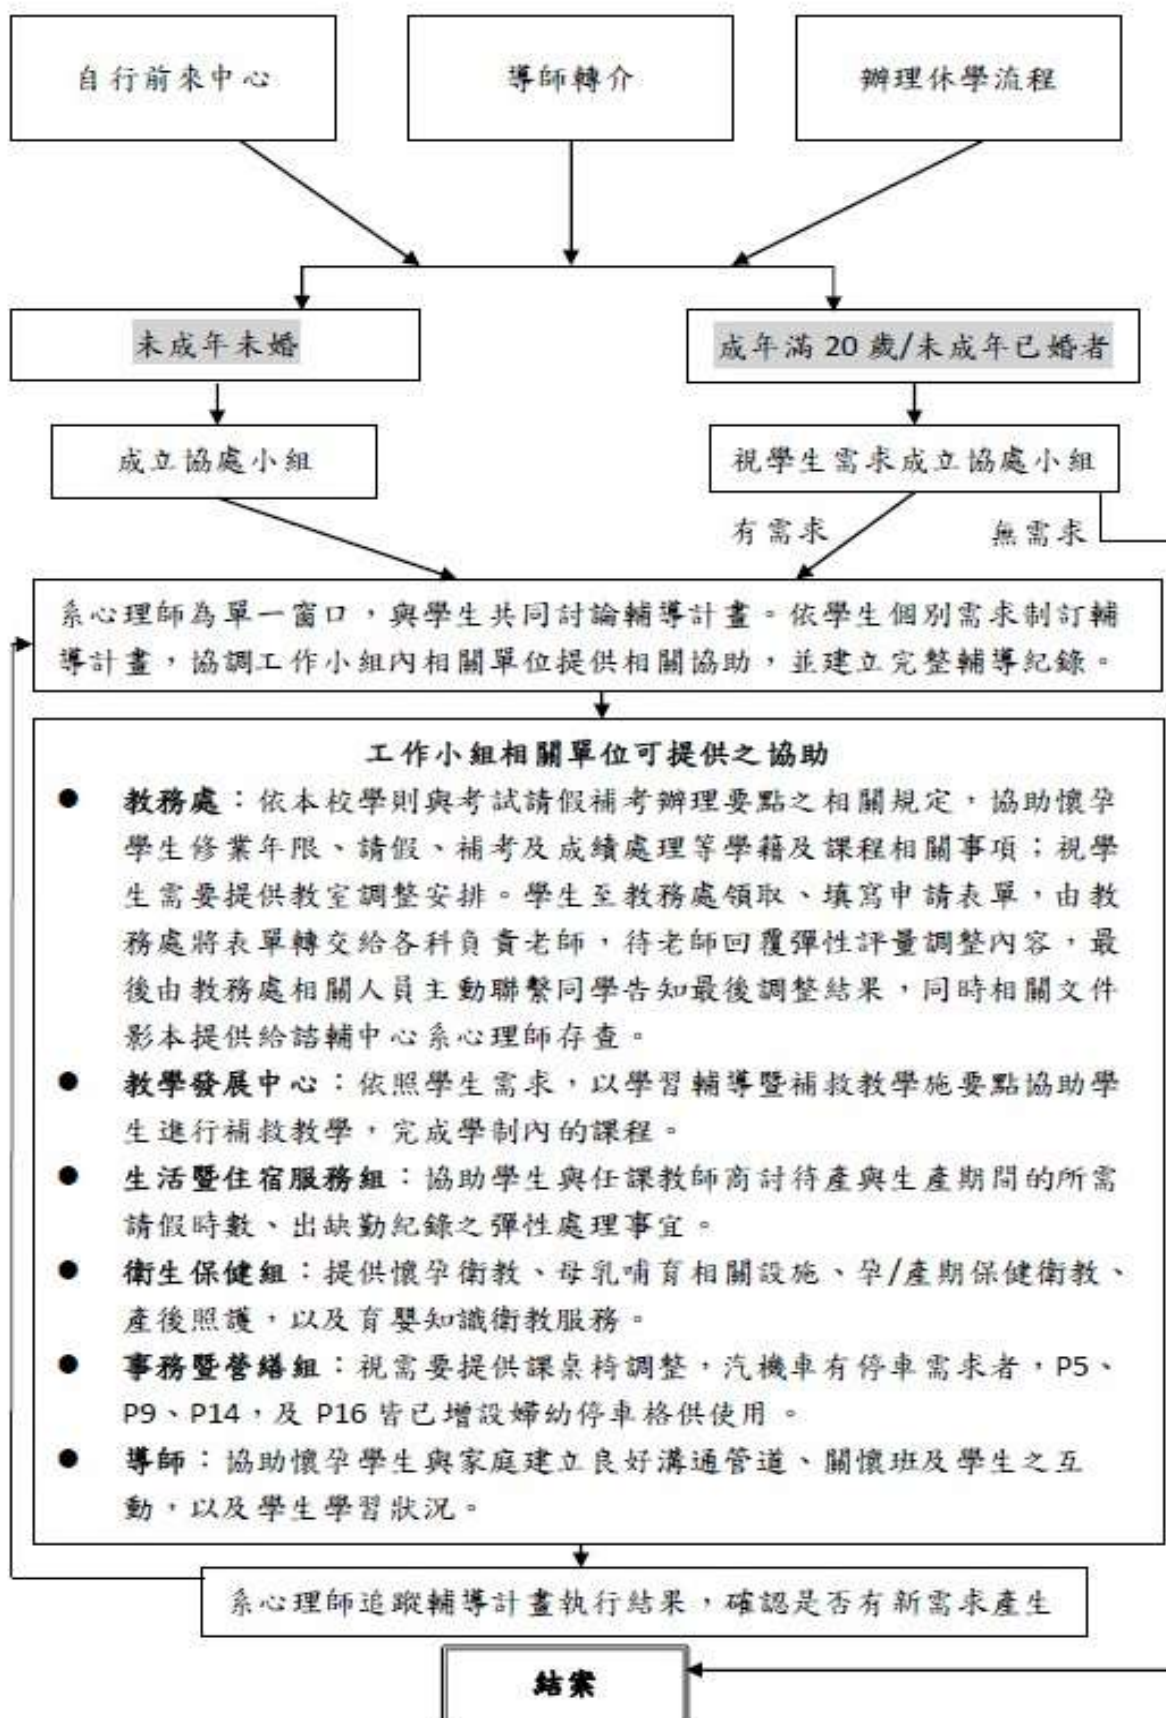 自行前來中心
導師轉介
辦理休學流程
未成年未婚
成年滿 20 歲/未成年已婚者
成立協處小組
視學生需求成立協處小組
有需求
無需求
系心理師為單一窗口，與學生共同討論輔導計畫。依學生個別需求制訂輔
導計畫，協調工作小組內相關單位提供相關協助，並建立完整輔導紀錄。
工作小組相關單位可提供之協助
● 教務處：依本校學則與考試請假補考辦理要點之相關規定，協助懷孕
學生修業年限、請假、補考及成績處理等學籍及課程相關事項；視學
生需要提供教室調整安排。學生至教務處領取、填寫申請表單，由教
務處將表單轉交給各科負責老師，待老師回覆彈性評量調整內容，最
後由教務處相關人員主動聯繫同學告知最後調整結果，同時相關文件
影本提供給諮輔中心系心理師存查。
● 教學發展中心：依照學生需求，以學習輔導暨補救教學施要點協助學
生進行補救教學，完成學制內的課程。
● 生活暨住宿服務組：協助學生與任課教師商討待產與生產期間的所需
請假時數、出缺勤紀錄之彈性處理事宜。
● 衛生保健組：提供懷孕衛教、母乳哺育相關設施、孕/產期保健衛教、
產後照護，以及育嬰知識衛教服務。
● 事務暨營繕組：視需要提供課桌椅調整，汽機車有停車需求者，P5、
P9、P14，及 P16 皆已增設婦幼停車格供使用。
● 導師：協助懷孕學生與家庭建立良好溝通管道、關懷班及學生之互
動，以及學生學習狀況。
系心理師追蹤輔導計畫執行結果，確認是否有新需求產生
結案